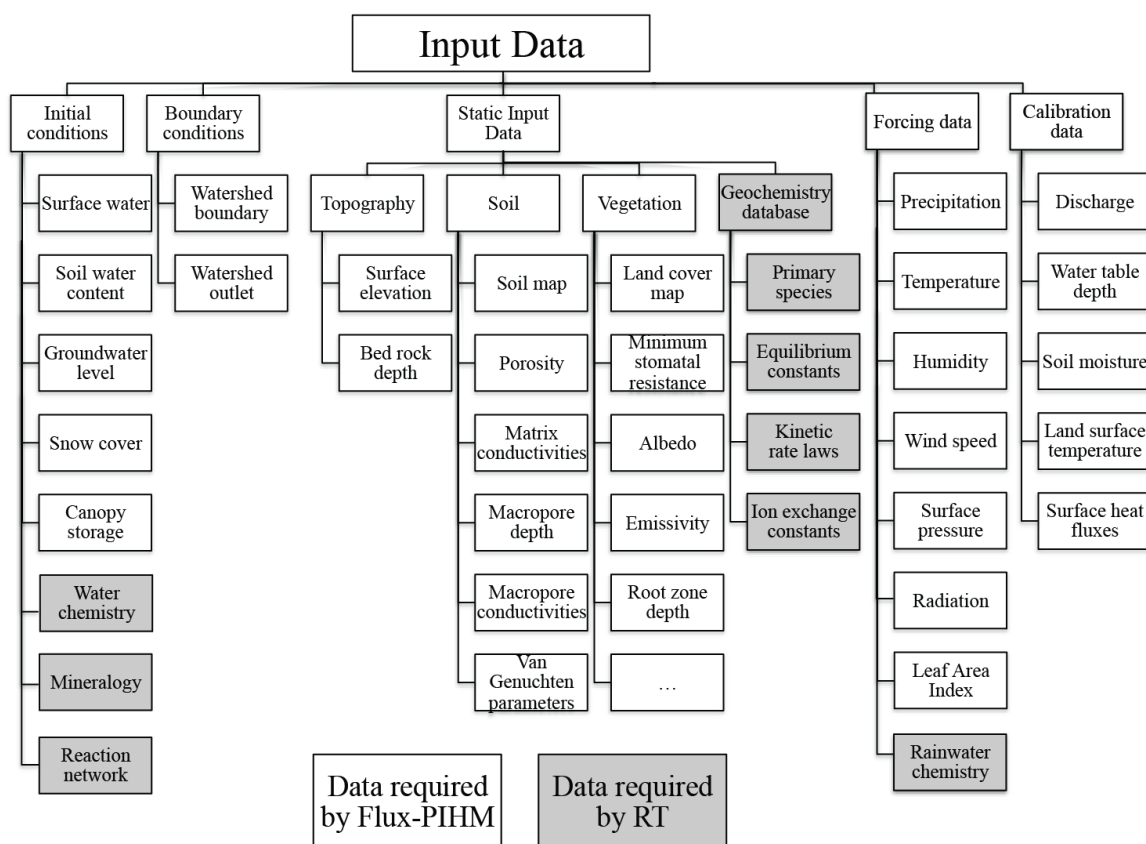 Input Data
Initial
conditions
Surface water
Soil water
content
Groundwater
level
Snow cover
Canopy
storage
Water
chemistry
Mineralogy
Reaction
network
Boundary
conditions
Watershed
boundary
Watershed
outlet
Static Input
Data
Topography
Surface
elevation
Bed rock
depth
Soil
Soil map
Porosity
Matrix
conductivities
Macropore
depth
Macropore
conductivities
Van
Genuchten
parameters
Vegetation
Land cover
map
Minimum
stomatal
resistance
Albedo
Emissivity
Root zone
depth
…
Geochemistry
database
Primary
species
Equilibrium
constants
Kinetic
rate laws
Ion exchange
constants
Forcing data
Precipitation
Temperature
Humidity
Wind speed
Surface
pressure
Radiation
Leaf Area
Index
Rainwater
chemistry
Calibration
data
Discharge
Water table
depth
Soil moisture
Land surface
temperature
Surface heat
fluxes
Data required
by Flux-PIHM
Data required
by RT